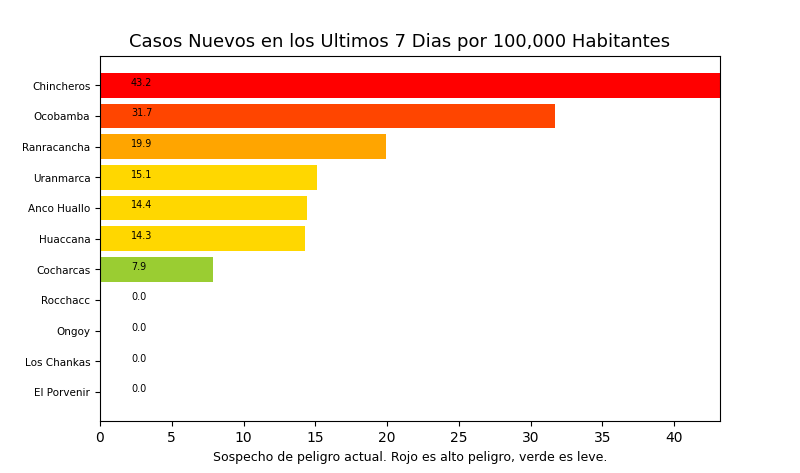 Casos Nuevos en los Ultimos 7 Dias por 100,000 Habitantes
Chincheros 43.2
Ocobamba 31.7
Ranracancha 19.9
Uranmarca 15.1
Anco Huallo 14.4
Huaccana 14.3
Cocharcas 7.9
Rocchacc 0.0
Ongoy 0.0
Los Chankas 0.0
El Porvenir 0.0
0 5 10 15 20 25 30 35 40
Sospecho de peligro actual. Rojo es alto peligro, verde es leve.